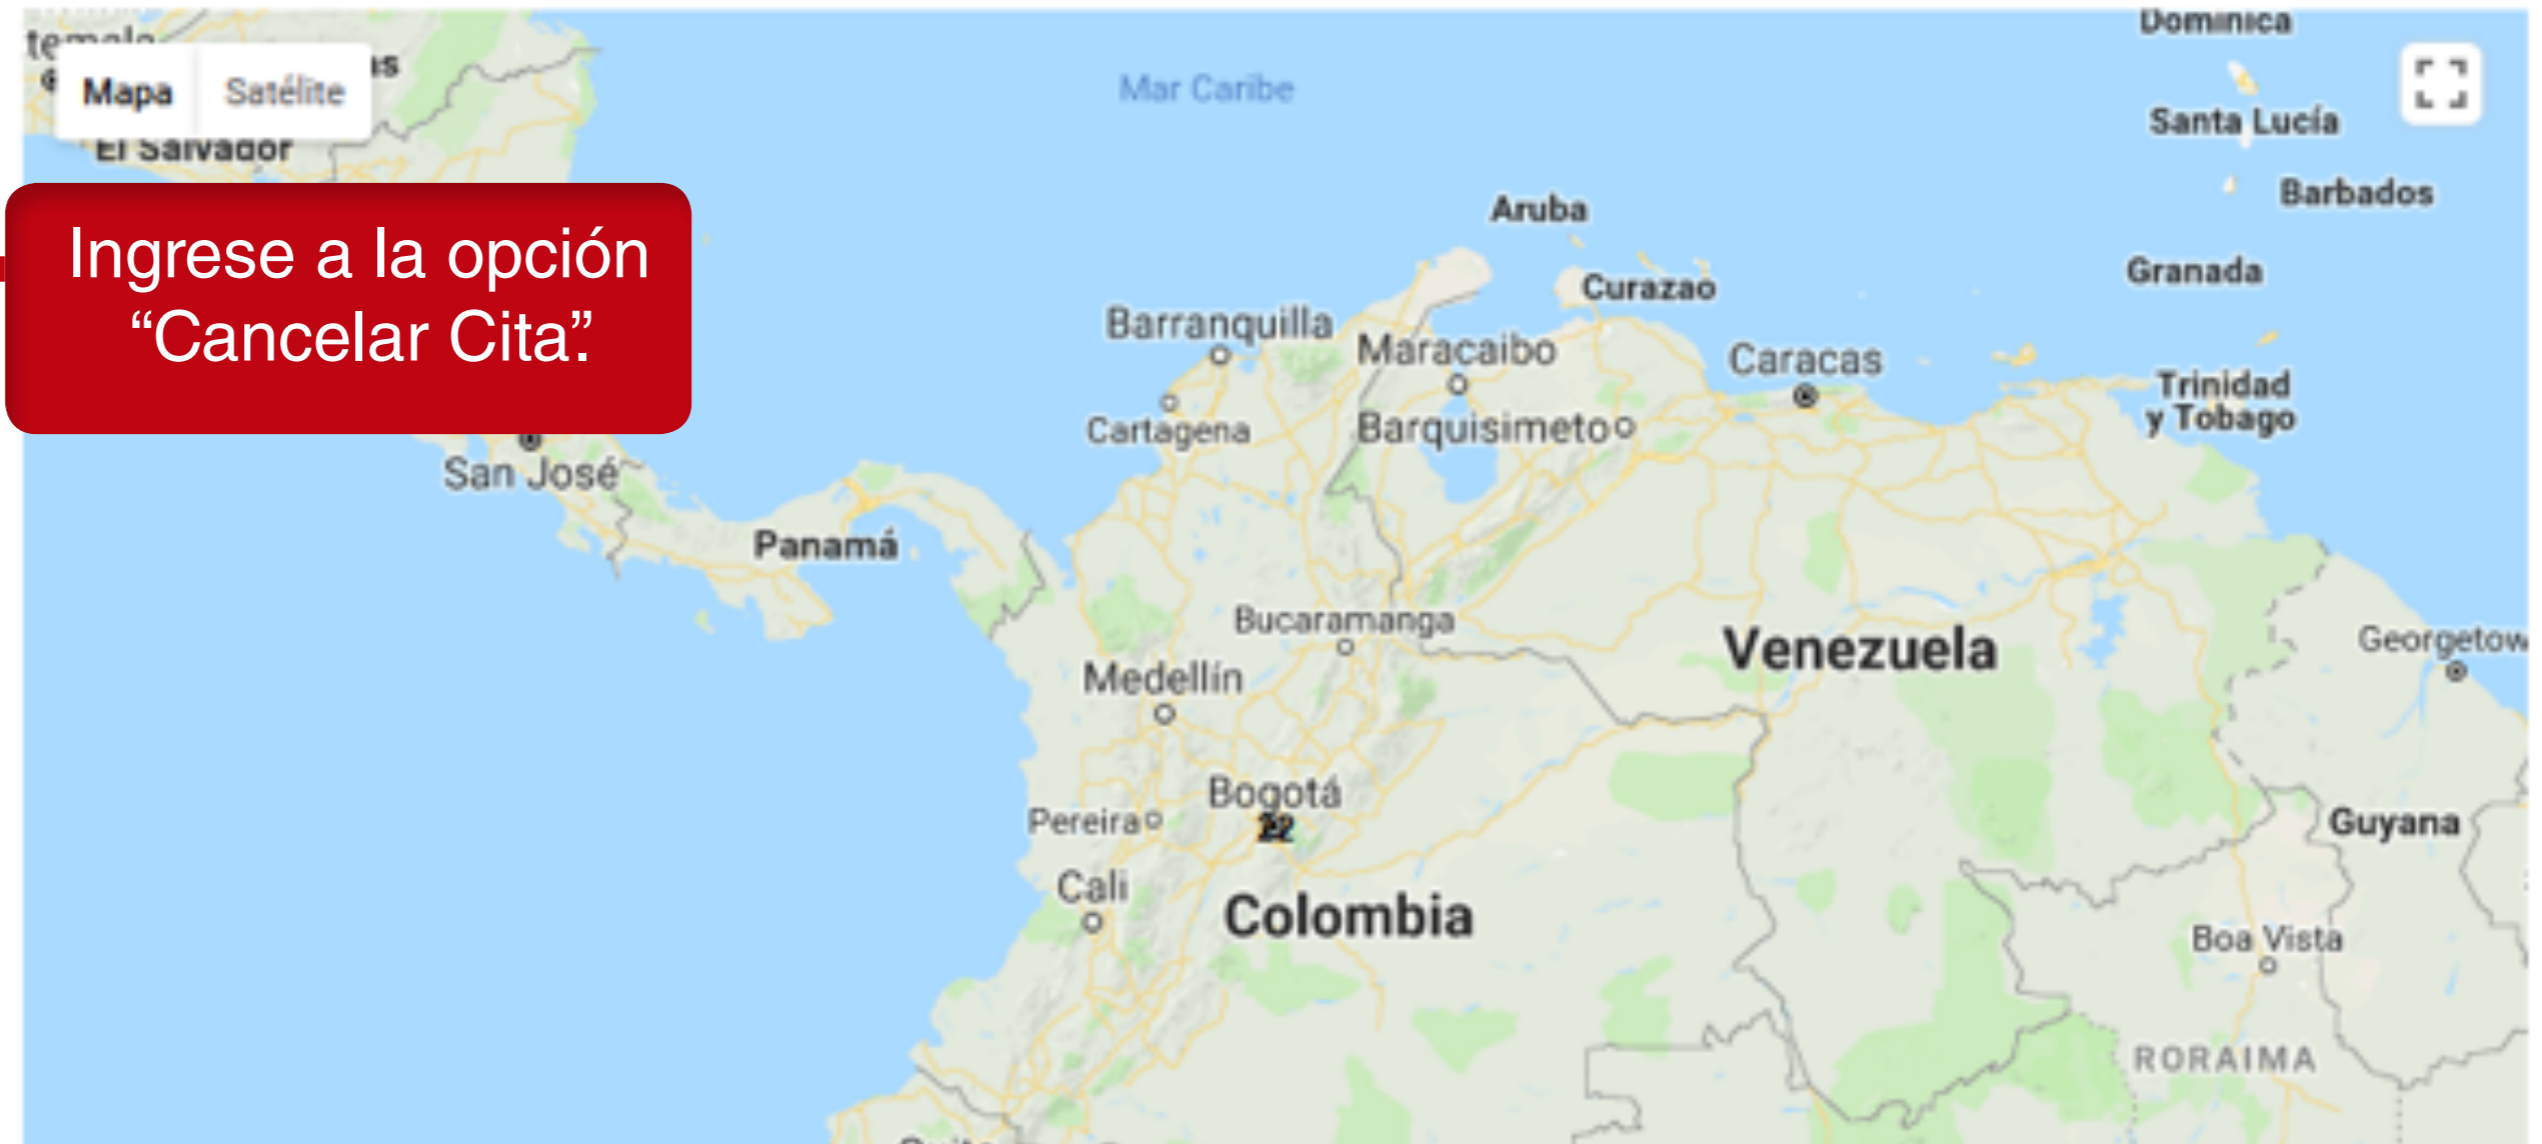 Dominica
Mapa
Satélite
Mar Caribe
Santa Lucía
El Salvador
Barbados
Aruba
Ingrese a la opción
“Cancelar Cita”.
Granada
Curazao
Barranquilla
Maracaibo
Caracas
Trinidad
y Tobago
Cartagena
Barquisimeto
San José
Panamá
Bucaramanga
Venezuela
Georgetow
Medellín
Bogotá
Pereira
Guyana
Cali
Colombia
Boa Vista
RORAIMA